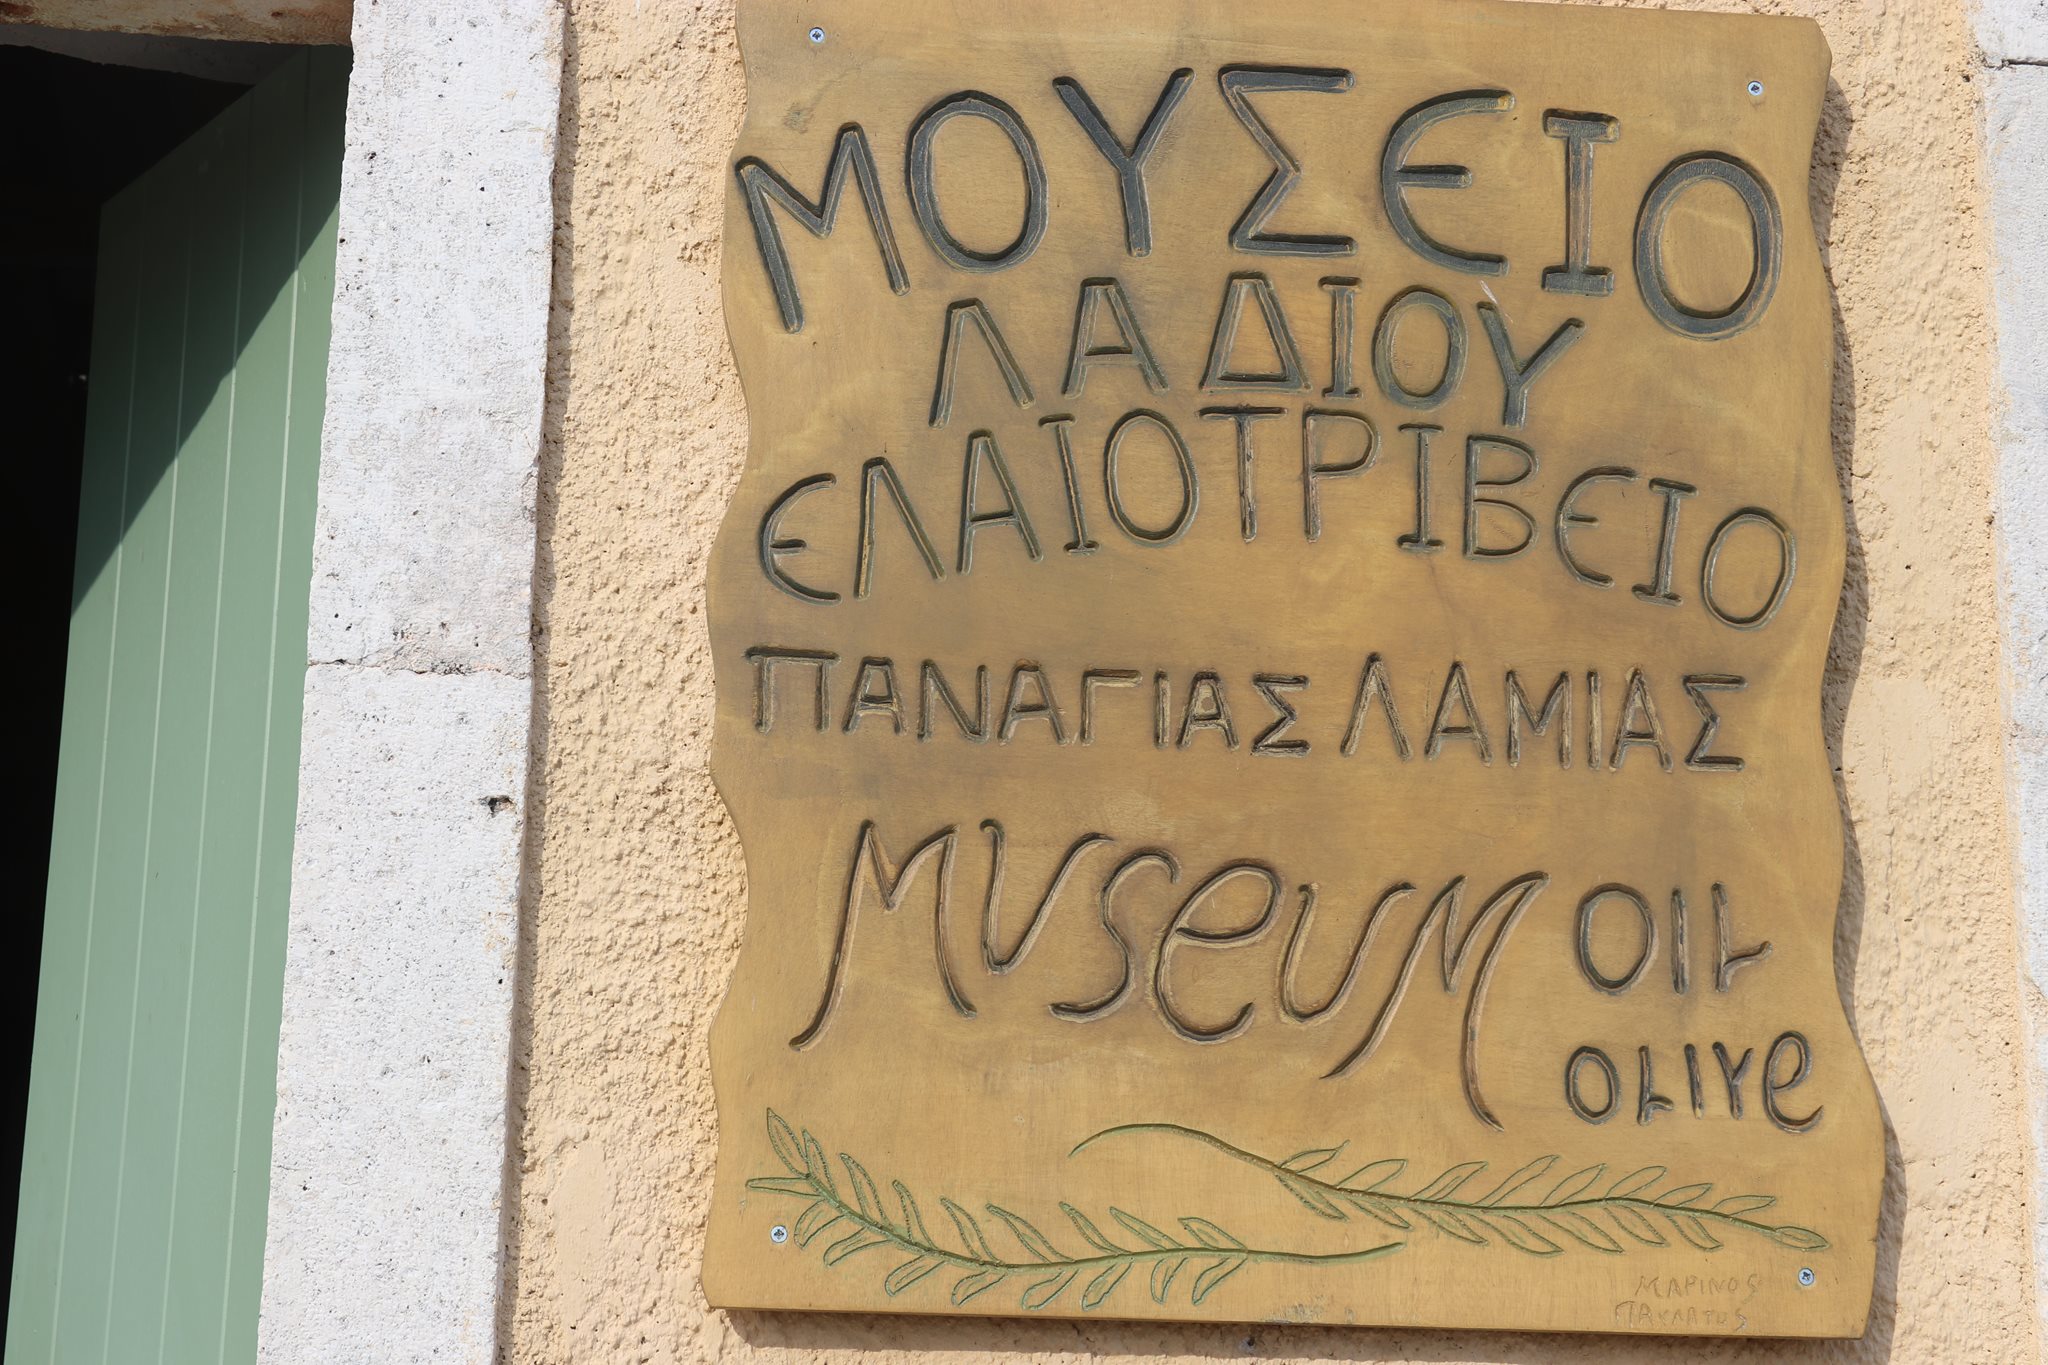 ΜΟΥΣΕΙΟ
ΛΑΔΙΟΥ
ΕΛΑΙΟΤΡΙΒΕΙΟ
ΠΑΝΑΓΙΑΣ ΛΑΜΙΑΣ
MUSEUM OIL
OLIVE
ΜΑΡΙΝΟΣ